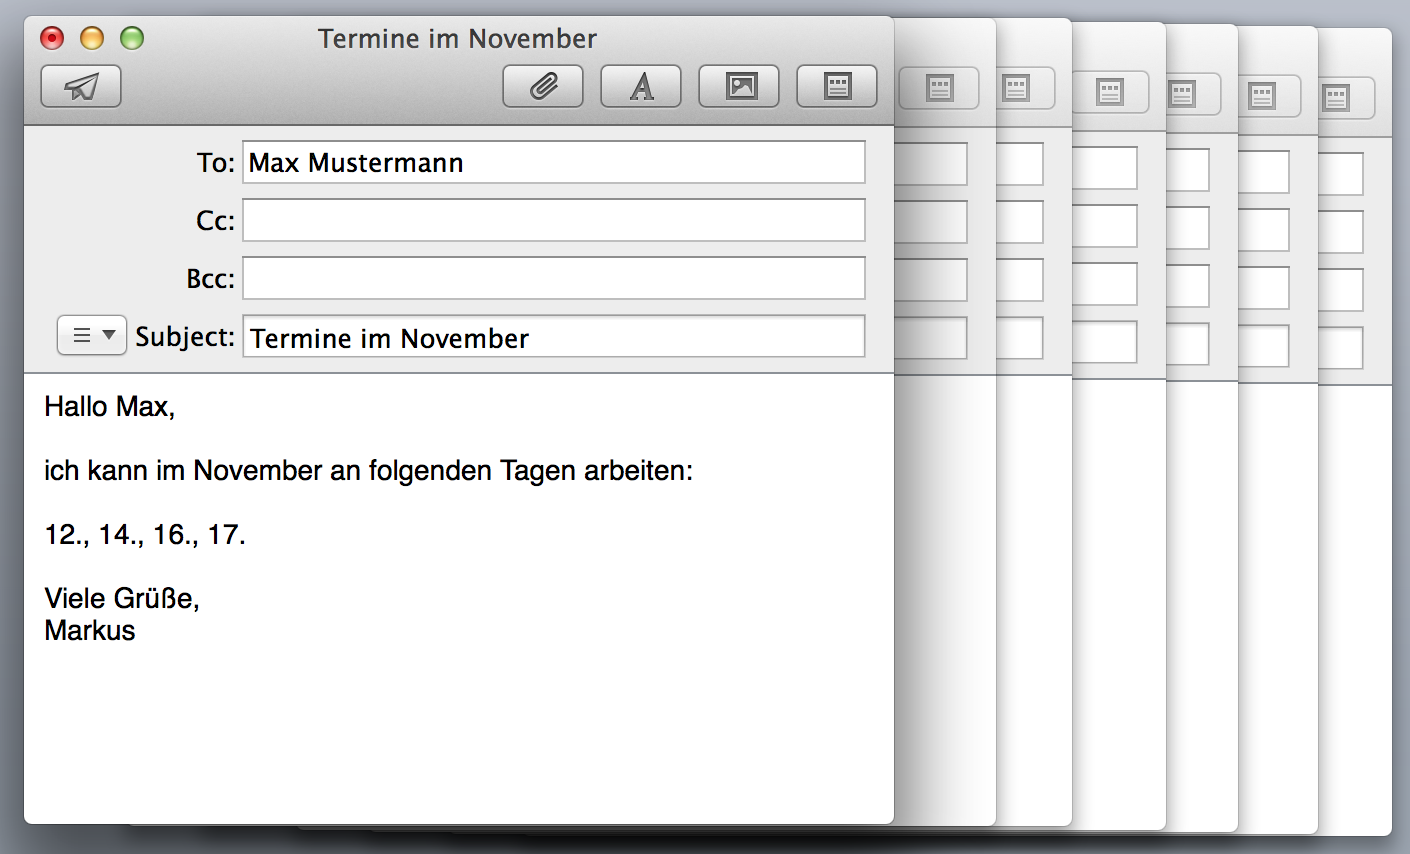 Termine im November
To: Max Mustermann
Cc:
Bcc:
Subject: Termine im November
Hallo Max,
ich kann im November an folgenden Tagen arbeiten:
12., 14., 16., 17.
Viele Grüße,
Markus